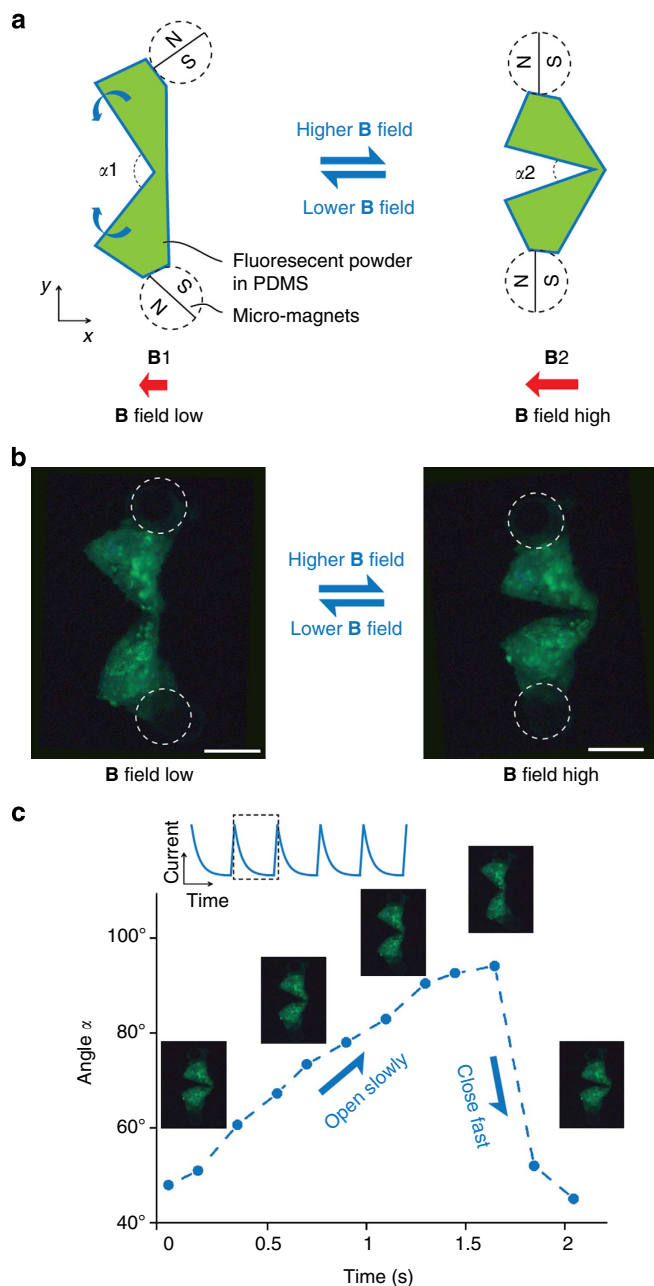 a
N
S
N
S
α1
Higher B field
Lower B field
α2
Fluoresecent powder
in PDMS
S
N
N
S
Micro-magnets
y
x
B1
B2
B field low
B field high
b
Higher B field
Lower B field
B field low
B field high
c
Current
Time
100°
80°
60°
40°
Angle α
Open slowly
Close fast
0
0.5
1
1.5
2
Time (s)